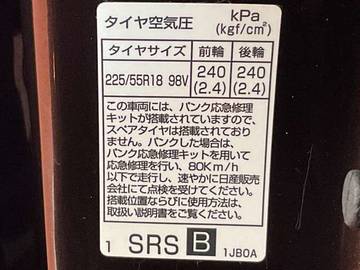 タイヤ空気圧 kPa (kgf/cm²)
タイヤサイズ 前輪 後輪
225/55R18 98V 240 (2.4) 240 (2.4)
この車両には、パンク応急修理
キットが搭載されていますので、
スペアタイヤは搭載されており
ません。パンクした場合は、
パンク応急修理キットを用いて
応急修理を行い、80Km/h
以下で走行し、速やかに日産販売
会社にて点検を受けてください。
搭載位置ならびに使用方法は、
取扱い説明書をご覧ください。
1 SRS B 1JB0A